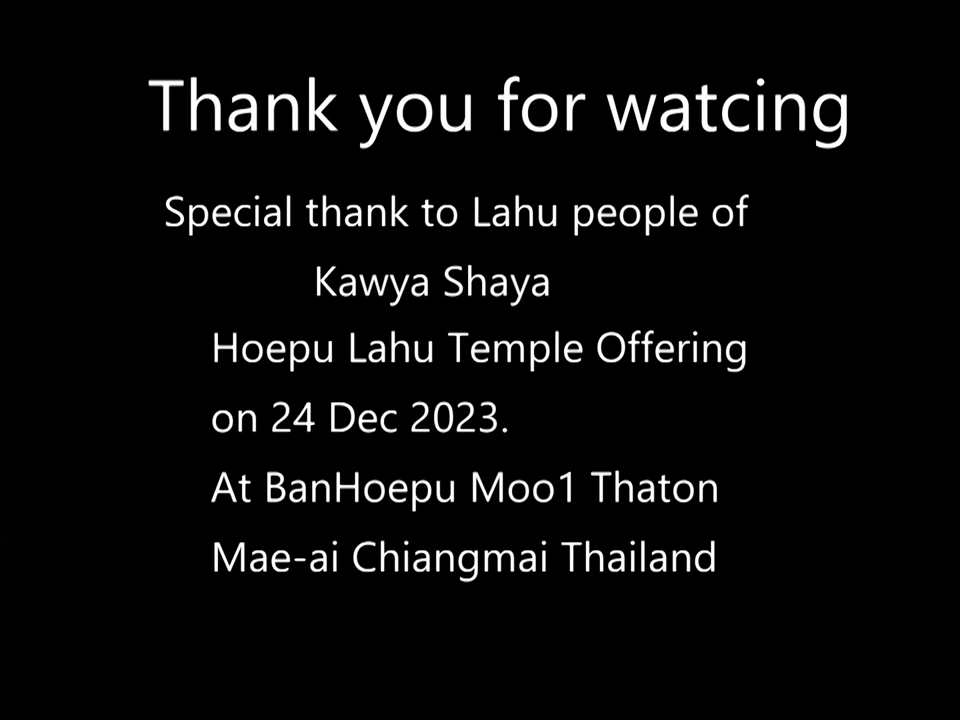 Thank you for watcing
Special thank to Lahu people of
Kawya Shaya
Hoepu Lahu Temple Offering
on 24 Dec 2023.
At BanHoepu Moo1 Thaton
Mae-ai Chiangmai Thailand